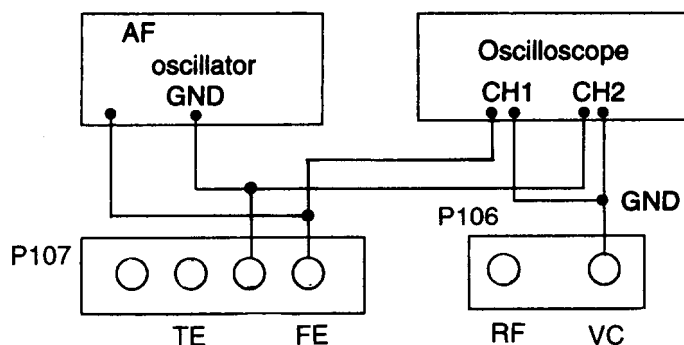 AF
oscillator
GND
Oscilloscope
CH1 CH2
GND
P106
P107
TE FE
RF VC